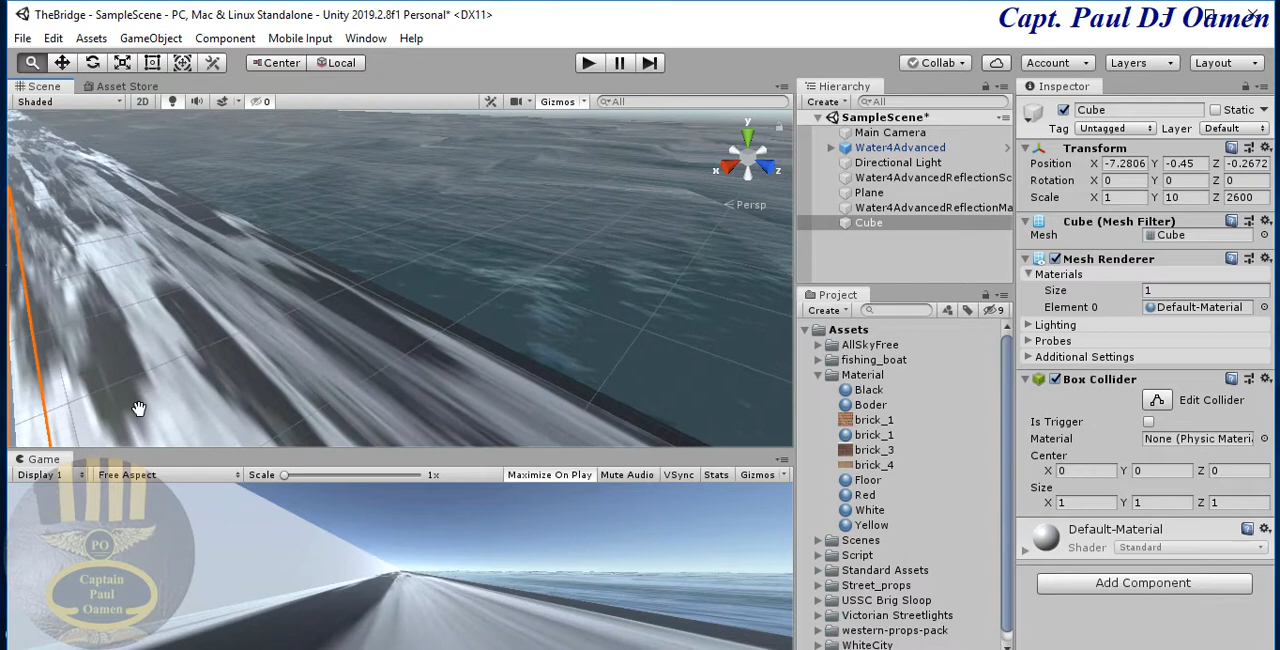 TheBridge - SampleScene - PC, Mac & Linux Standalone - Unity 2019.2.8f1 Personal* <DX11>
Capt. Paul DJ Oamen
File Edit Assets GameObject Component Mobile Input Window Help
Center Local Collab Account Layers Layout
Scene Asset Store
Shaded 2D 0 Gizmos All
y
x z
Persp
Hierarchy
Create All
SampleScene*
Main Camera
Water4Advanced
Directional Light
Water4AdvancedReflectionSc
Plane
Water4AdvancedReflectionMa
Cube
Project
Create 9
Assets
AllSkyFree
fishing_boat
Material
Black
Boder
brick_1
brick_1
brick_3
brick_4
Floor
Red
White
Yellow
Scenes
Script
Standard Assets
Street_props
USSC Brig Sloop
Victorian Streetlights
western-props-pack
WhiteCity
Inspector
Cube Static
Tag Untagged Layer Default
Transform
Position X -7.2806 Y -0.45 Z -0.2672
Rotation X 0 Y 0 Z 0
Scale X 1 Y 10 Z 2600
Cube (Mesh Filter)
Mesh Cube
Mesh Renderer
Materials
Size 1
Element 0 Default-Material
Lighting
Probes
Additional Settings
Box Collider
Edit Collider
Is Trigger
Material None (Physic Materi
Center
X 0 Y 0 Z 0
Size
X 1 Y 1 Z 1
Default-Material
Shader Standard
Add Component
Game
Display 1 Free Aspect Scale 1x Maximize On Play Mute Audio VSync Stats Gizmos
PO
Captain
Paul
Oamen